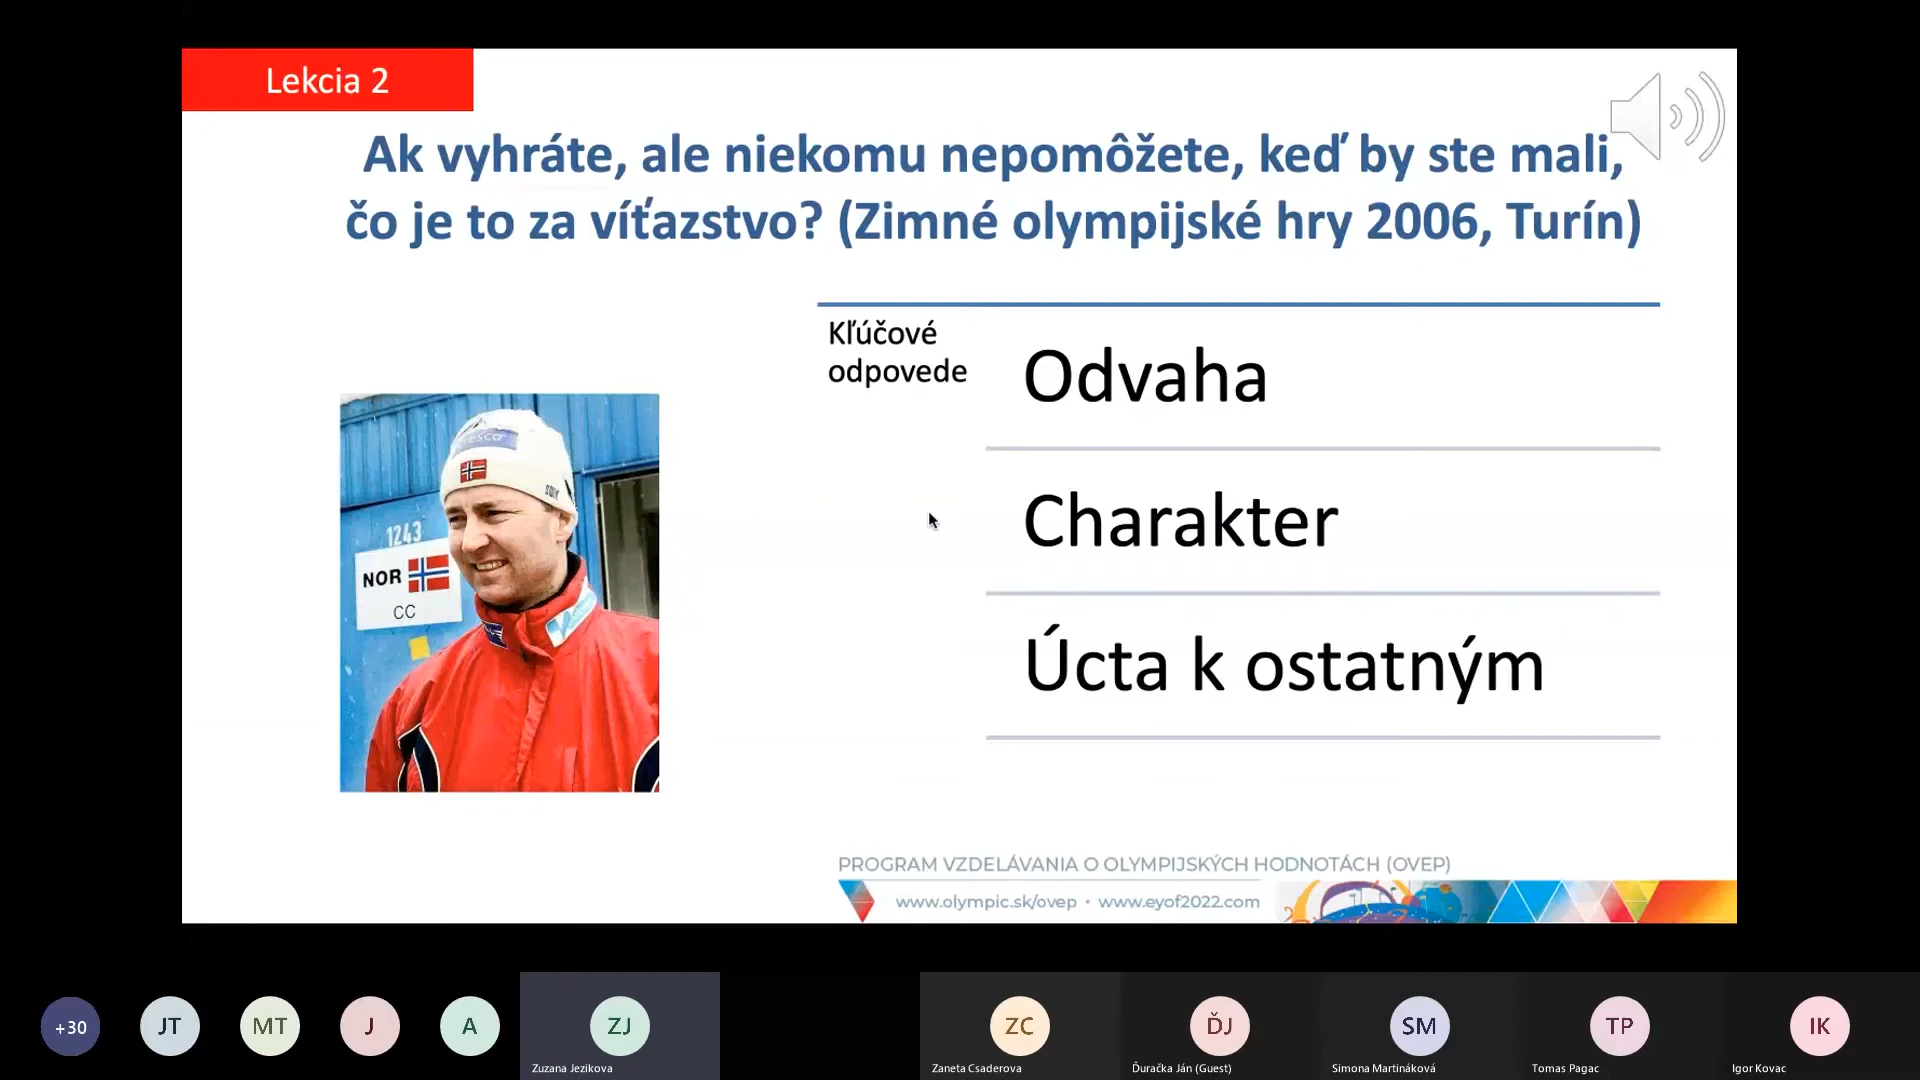 Lekcia 2
Ak vyhráte, ale niekomu nepomôžete, keď by ste mali,
čo je to za víťazstvo? (Zimné olympijské hry 2006, Turín)
Kľúčové
odpovede
Odvaha
Charakter
Úcta k ostatným
1243
NOR
CC
PROGRAM VZDELÁVANIA O OLYMPIJSKÝCH HODNOTÁCH (OVEP)
www.olympic.sk/ovep • www.eyof2022.com
+30
JT
MT
J
A
ZJ
Zuzana Jezikova
ZC
Zaneta Csaderova
ĎJ
Ďuračka Ján (Guest)
SM
Simona Martináková
TP
Tomas Pagac
IK
Igor Kovac